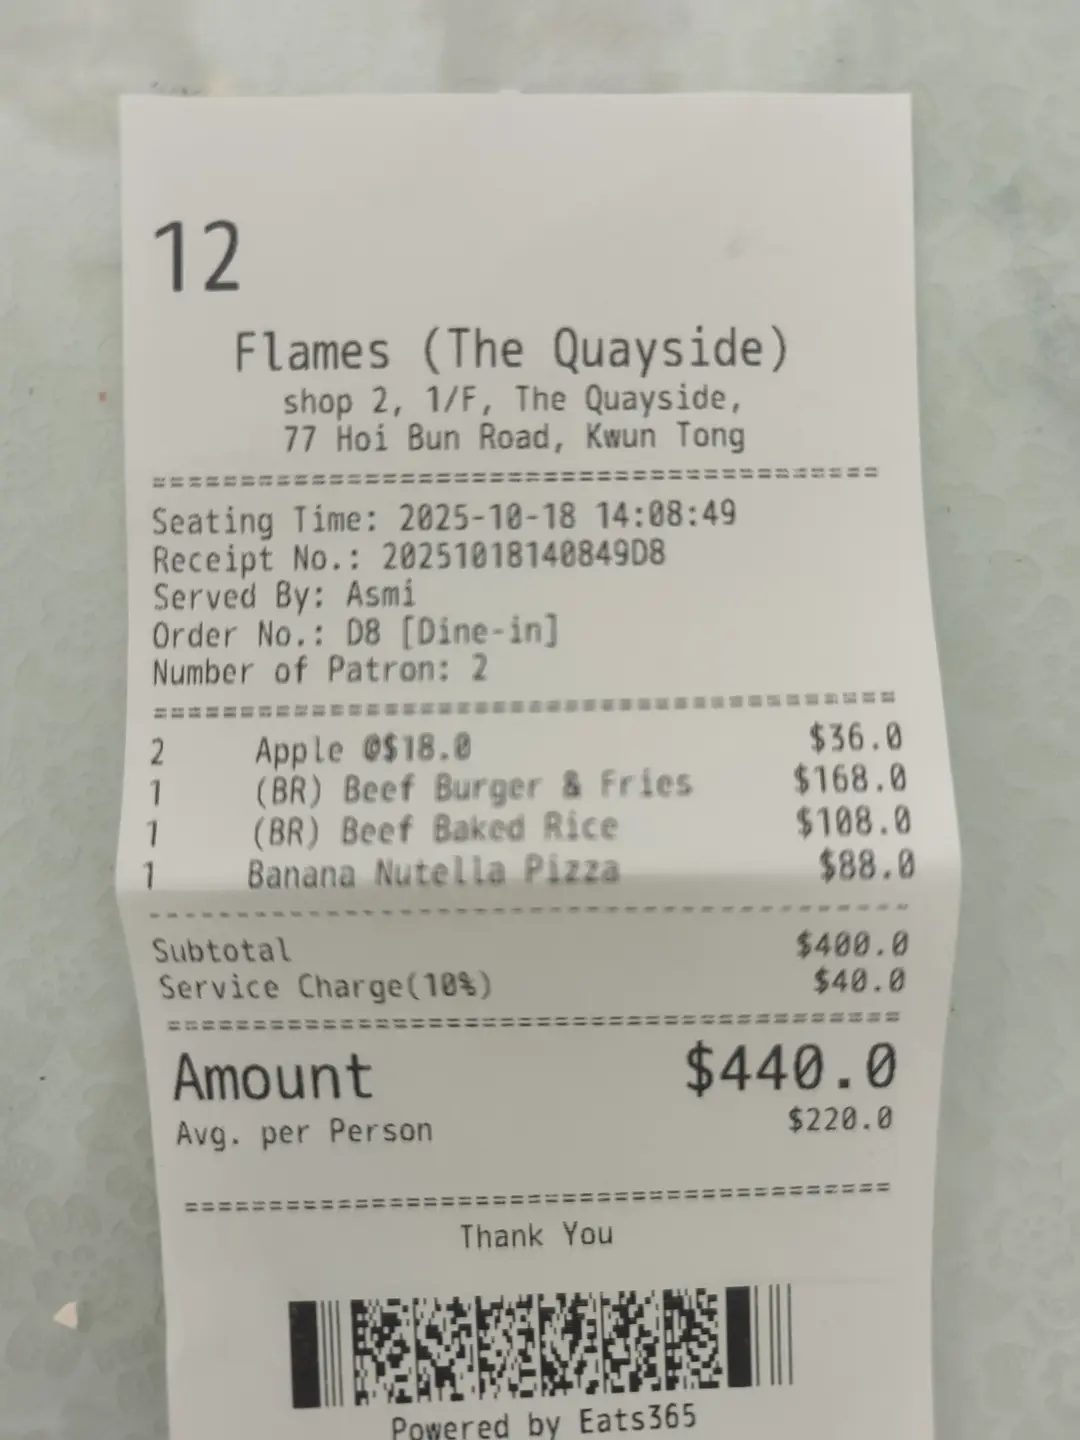 12
Flames (The Quayside)
shop 2, 1/F, The Quayside,
77 Hoi Bun Road, Kwun Tong
==========================================
Seating Time: 2025-10-18 14:08:49
Receipt No.: 20251018140849D8
Served By: Asmi
Order No.: D8 [Dine-in]
Number of Patron: 2
==========================================
2 Apple @$18.0 $36.0
1 (BR) Beef Burger & Fries $168.0
1 (BR) Beef Baked Rice $108.0
1 Banana Nutella Pizza $88.0
------------------------------------------
Subtotal $400.0
Service Charge(10%) $40.0
==========================================
Amount $440.0
Avg. per Person $220.0
==========================================
Thank You
Powered by Eats365